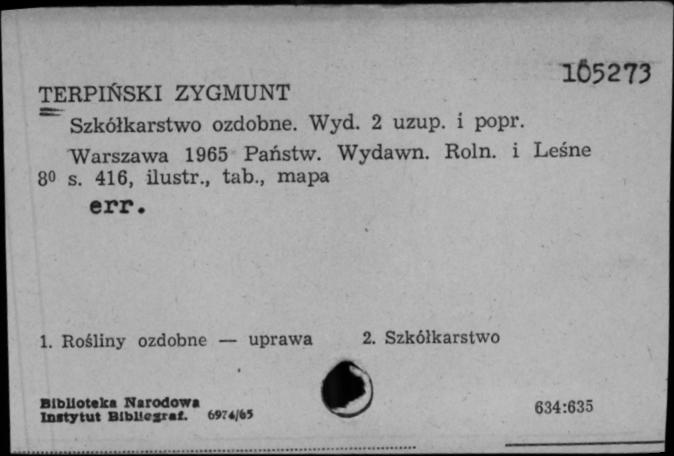 105273
TERPIŃSKI ZYGMUNT
Szkółkarstwo ozdobne. Wyd. 2 uzup. i popr.
Warszawa 1965 Państw. Wydawn. Roln. i Leśne
8º s. 416, ilustr., tab., mapa
err.
1. Rośliny ozdobne — uprawa 2. Szkółkarstwo
Biblioteka Narodowa
Instytut Bibliograf. 6974/65
634:635